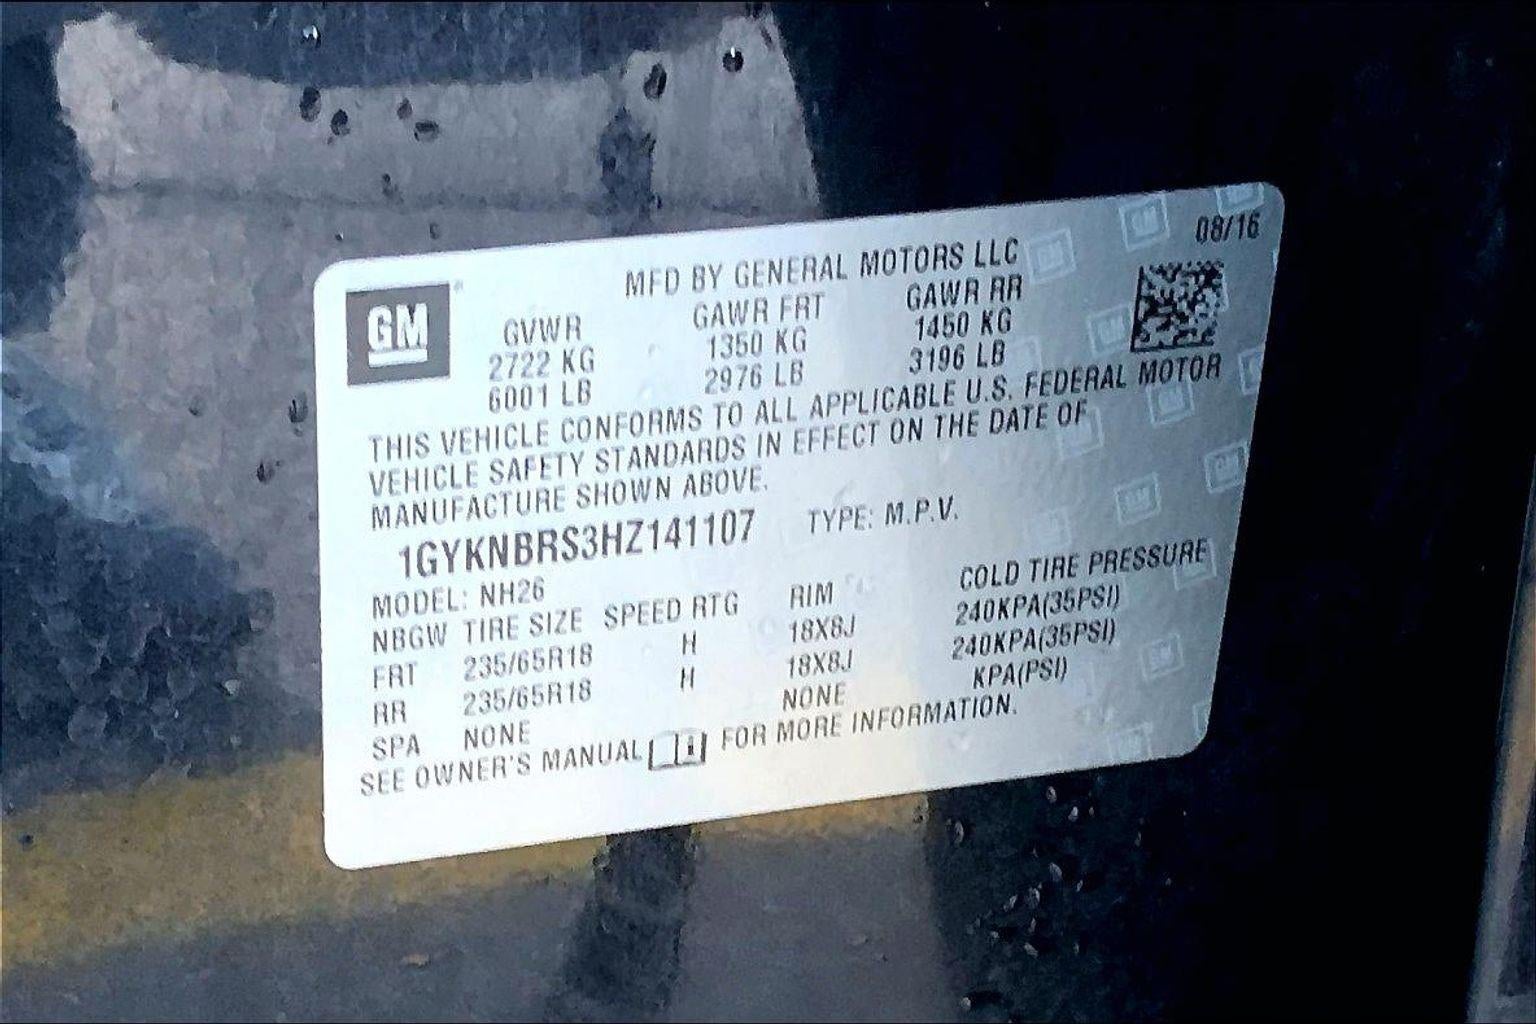 08/16
MFD BY GENERAL MOTORS LLC
GM
GVWR GAWR FRT GAWR RR
2722 KG 1350 KG 1450 KG
6001 LB 2976 LB 3196 LB
THIS VEHICLE CONFORMS TO ALL APPLICABLE U.S. FEDERAL MOTOR
VEHICLE SAFETY STANDARDS IN EFFECT ON THE DATE OF
MANUFACTURE SHOWN ABOVE.
1GYKNBRS3HZ141107 TYPE: M.P.V.
MODEL: NH26
NBGW TIRE SIZE SPEED RTG RIM COLD TIRE PRESSURE
FRT 235/65R18 H 18X8J 240KPA(35PSI)
RR 235/65R18 H 18X8J 240KPA(35PSI)
SPA NONE NONE KPA(PSI)
SEE OWNER'S MANUAL FOR MORE INFORMATION.